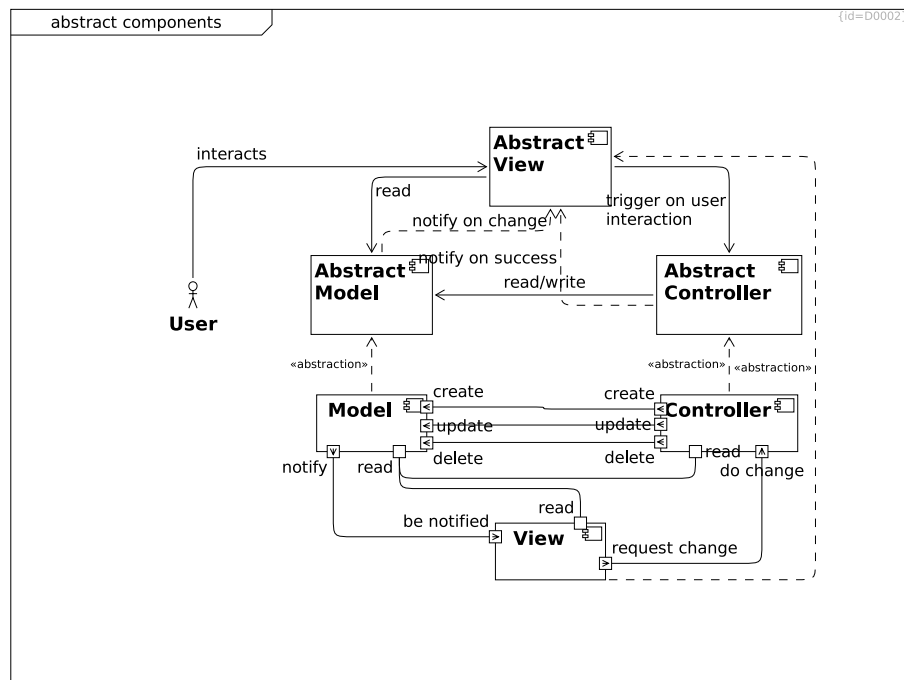 abstract components
{id=D0002}
Abstract
View
interacts
read
trigger on user
interaction
notify on change
notify on success
Abstract
Model
read/write
Abstract
Controller
User
«abstraction»
«abstraction»
«abstraction»
Model
create
create
Controller
update
update
delete
delete
notify
read
read
do change
read
be notified
View
request change